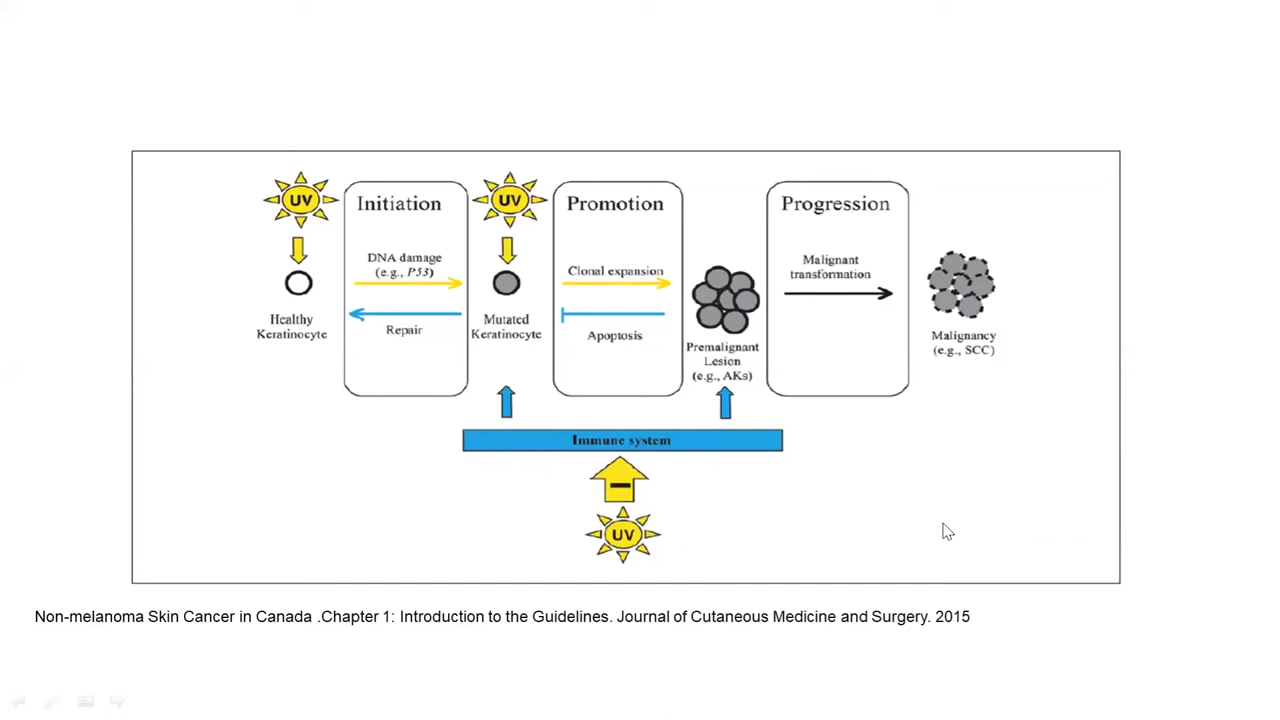 UV
Initiation
DNA damage
(e.g., P53)
Repair
Healthy
Keratinocyte
UV
Mutated
Keratinocyte
Promotion
Clonal expansion
Apoptosis
Premalignant
Lesion
(e.g., AKs)
Progression
Malignant
transformation
Malignancy
(e.g., SCC)
Immune system
UV
Non-melanoma Skin Cancer in Canada .Chapter 1: Introduction to the Guidelines. Journal of Cutaneous Medicine and Surgery. 2015